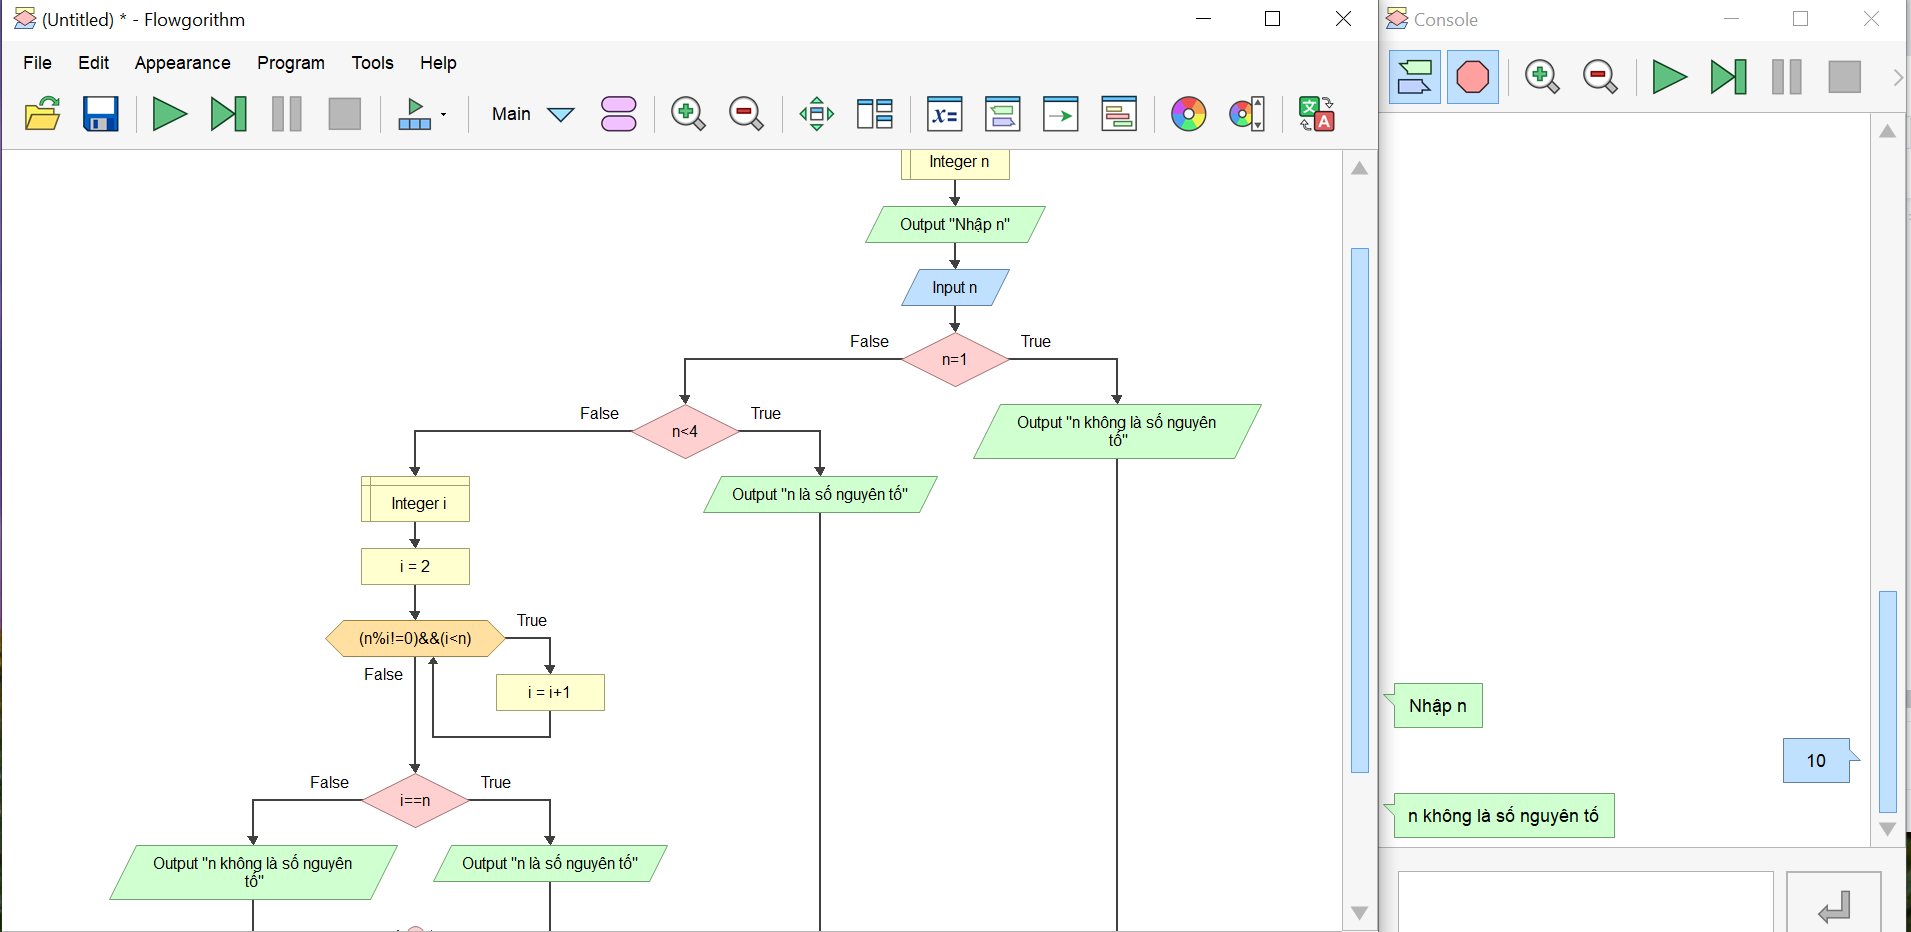 (Untitled) * - Flowgorithm
File Edit Appearance Program Tools Help
Main
x=
文
A
Integer n
Output "Nhập n"
Input n
False
True
n=1
False
True
n<4
Output "n không là số nguyên
tố"
Integer i
Output "n là số nguyên tố"
i = 2
True
(n%i!=0)&&(i<n)
False
i = i+1
False
True
i==n
Output "n không là số nguyên
tố"
Output "n là số nguyên tố"
Console
Nhập n
10
n không là số nguyên tố